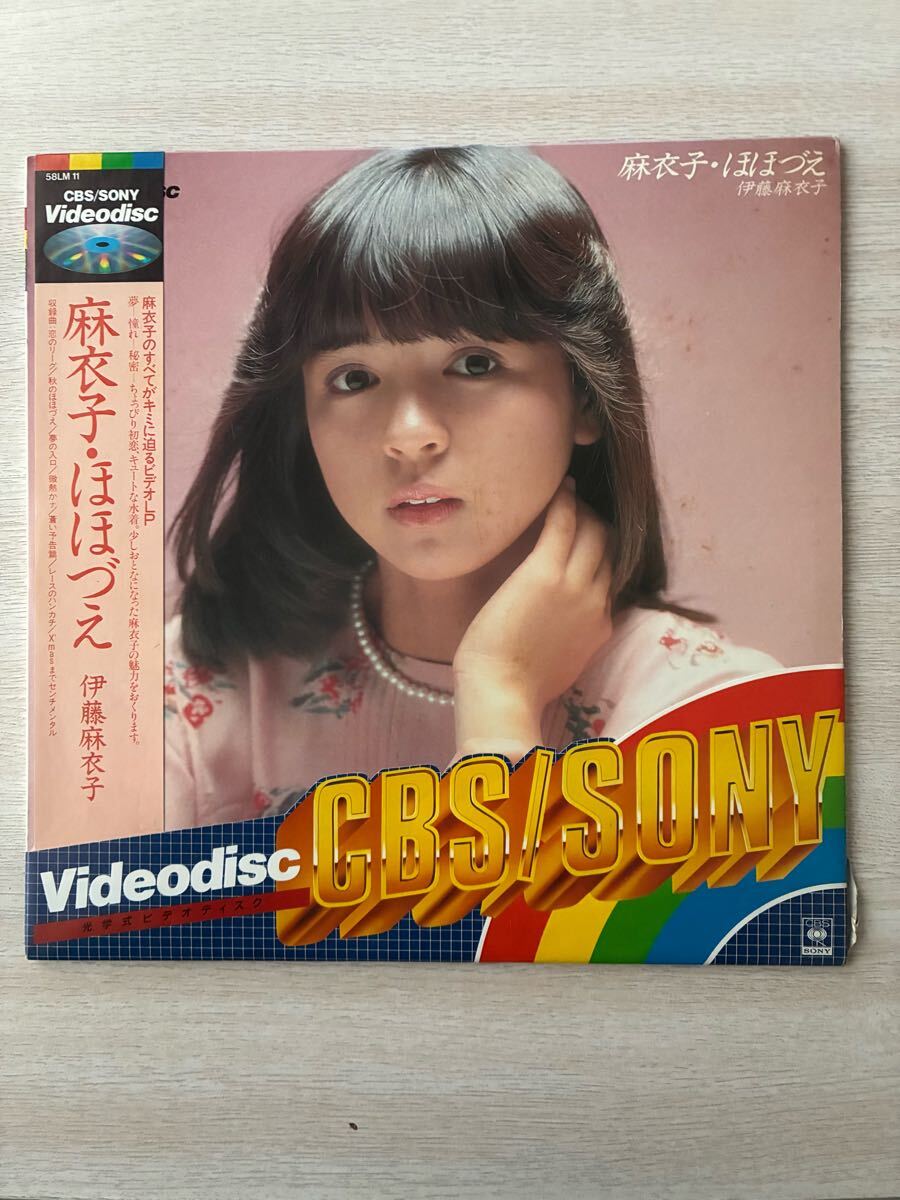 58LM 11
CBS/SONY
Videodisc
麻衣子・ほほづえ
伊藤麻衣子
麻衣子のすべてがキミに迫るビデオLP
夢―憧れ―秘密―ちょっぴり初恋、キュートな水着。少しおとなになった麻衣子の魅力をおくります。
麻衣子・ほほづえ 伊藤麻衣子
収録曲:恋のリーグ/秋のほほづえ/夢の入口/微熱かナ/蒼い予告篇/レースのハンカチ/X'masまでセンチメンタル
Videodisc
光学式ビデオディスク
CBS/SONY
CBS
SONY